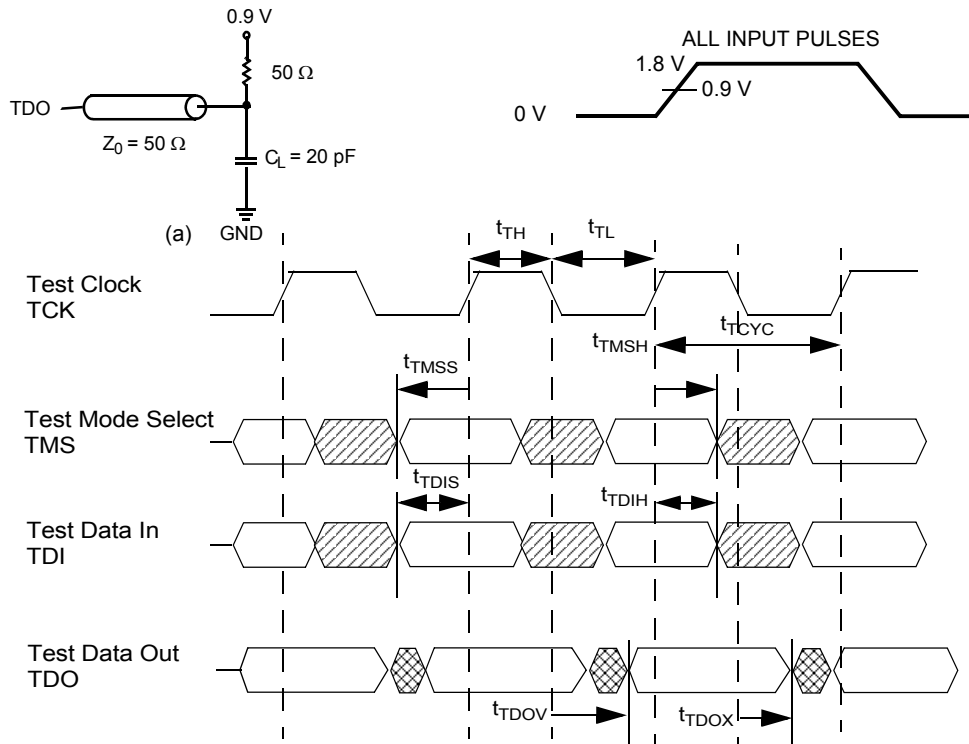 0.9 V
50 Ω
TDO
Z0 = 50 Ω
CL = 20 pF
(a)
GND
ALL INPUT PULSES
1.8 V
0.9 V
0 V
tTH
tTL
Test Clock
TCK
tTCYC
tTMSH
tTMSS
Test Mode Select
TMS
tTDIS
tTDIH
Test Data In
TDI
Test Data Out
TDO
tTDOV
tTDOX